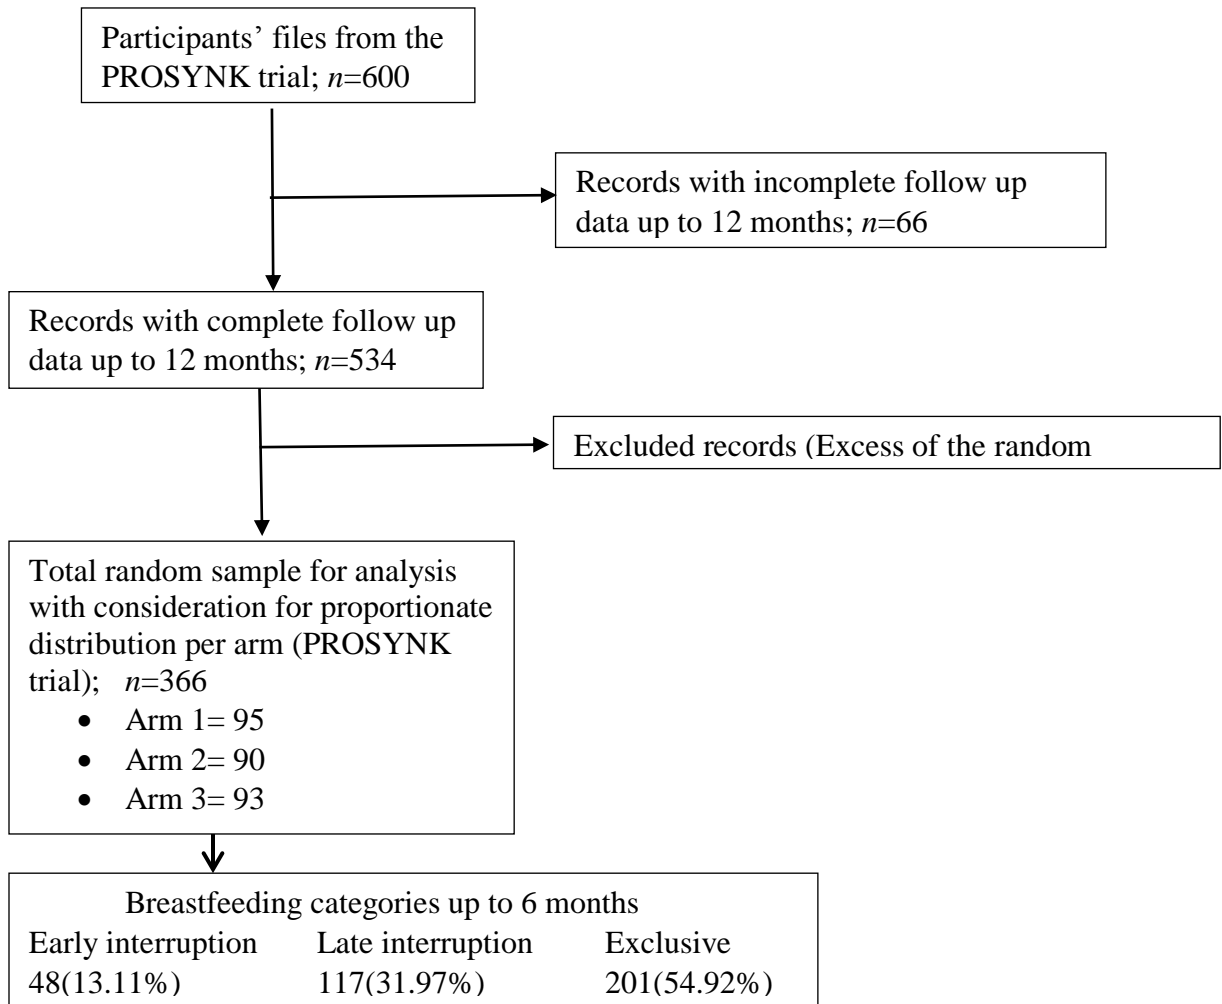 Participants’ files from the
PROSYNK trial; n=600
Records with incomplete follow up
data up to 12 months; n=66
Records with complete follow up
data up to 12 months; n=534
Excluded records (Excess of the random
Total random sample for analysis
with consideration for proportionate
distribution per arm (PROSYNK
trial); n=366
• Arm 1= 95
• Arm 2= 90
• Arm 3= 93
Breastfeeding categories up to 6 months
Early interruption Late interruption Exclusive
48(13.11%) 117(31.97%) 201(54.92%)